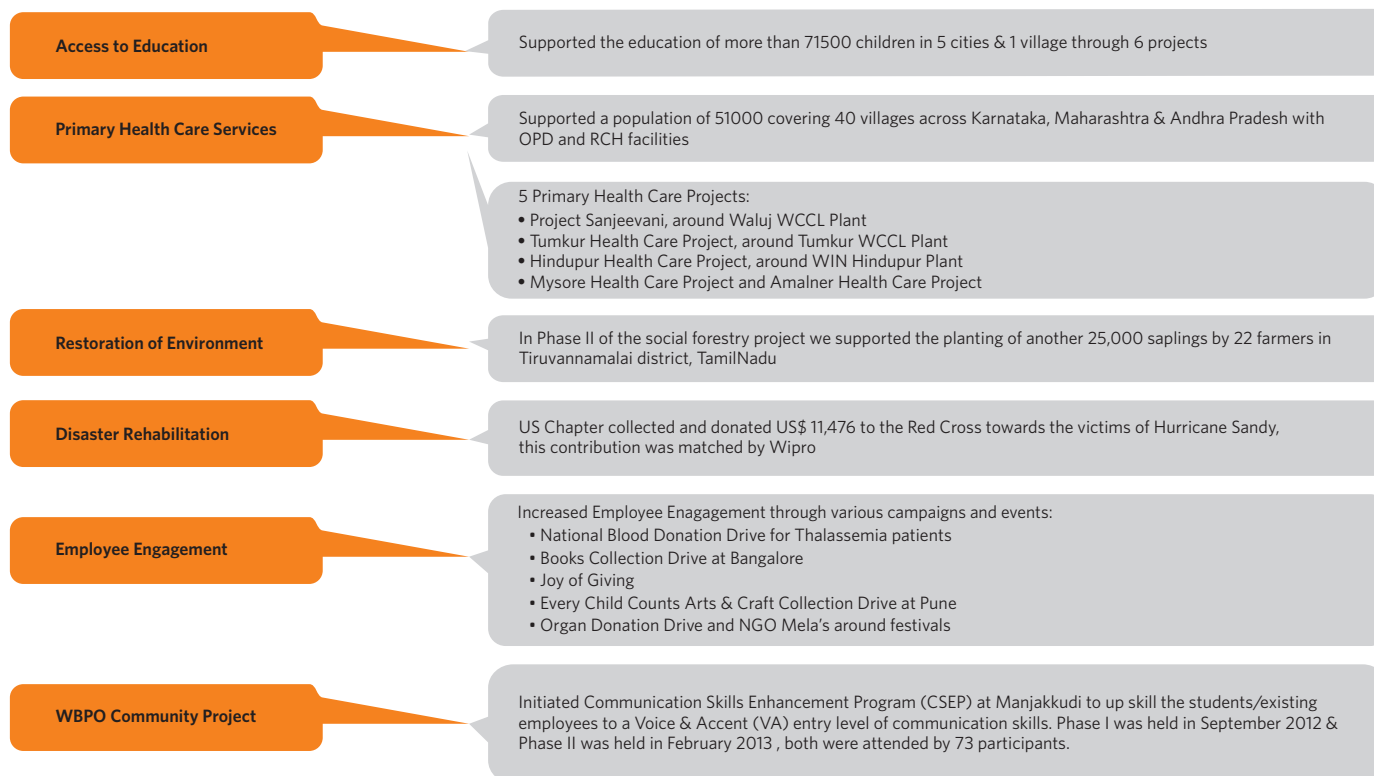 Access to Education
Supported the education of more than 71500 children in 5 cities & 1 village through 6 projects
Primary Health Care Services
Supported a population of 51000 covering 40 villages across Karnataka, Maharashtra & Andhra Pradesh with
OPD and RCH facilities
5 Primary Health Care Projects:
• Project Sanjeevani, around Waluj WCCL Plant
• Tumkur Health Care Project, around Tumkur WCCL Plant
• Hindupur Health Care Project, around WIN Hindupur Plant
• Mysore Health Care Project and Amalner Health Care Project
Restoration of Environment
In Phase II of the social forestry project we supported the planting of another 25,000 saplings by 22 farmers in
Tiruvannamalai district, TamilNadu
Disaster Rehabilitation
US Chapter collected and donated US$ 11,476 to the Red Cross towards the victims of Hurricane Sandy,
this contribution was matched by Wipro
Employee Engagement
Increased Employee Enagagement through various campaigns and events:
• National Blood Donation Drive for Thalassemia patients
• Books Collection Drive at Bangalore
• Joy of Giving
• Every Child Counts Arts & Craft Collection Drive at Pune
• Organ Donation Drive and NGO Mela's around festivals
WBPO Community Project
Initiated Communication Skills Enhancement Program (CSEP) at Manjakkudi to up skill the students/existing
employees to a Voice & Accent (VA) entry level of communication skills. Phase I was held in September 2012 &
Phase II was held in February 2013 , both were attended by 73 participants.